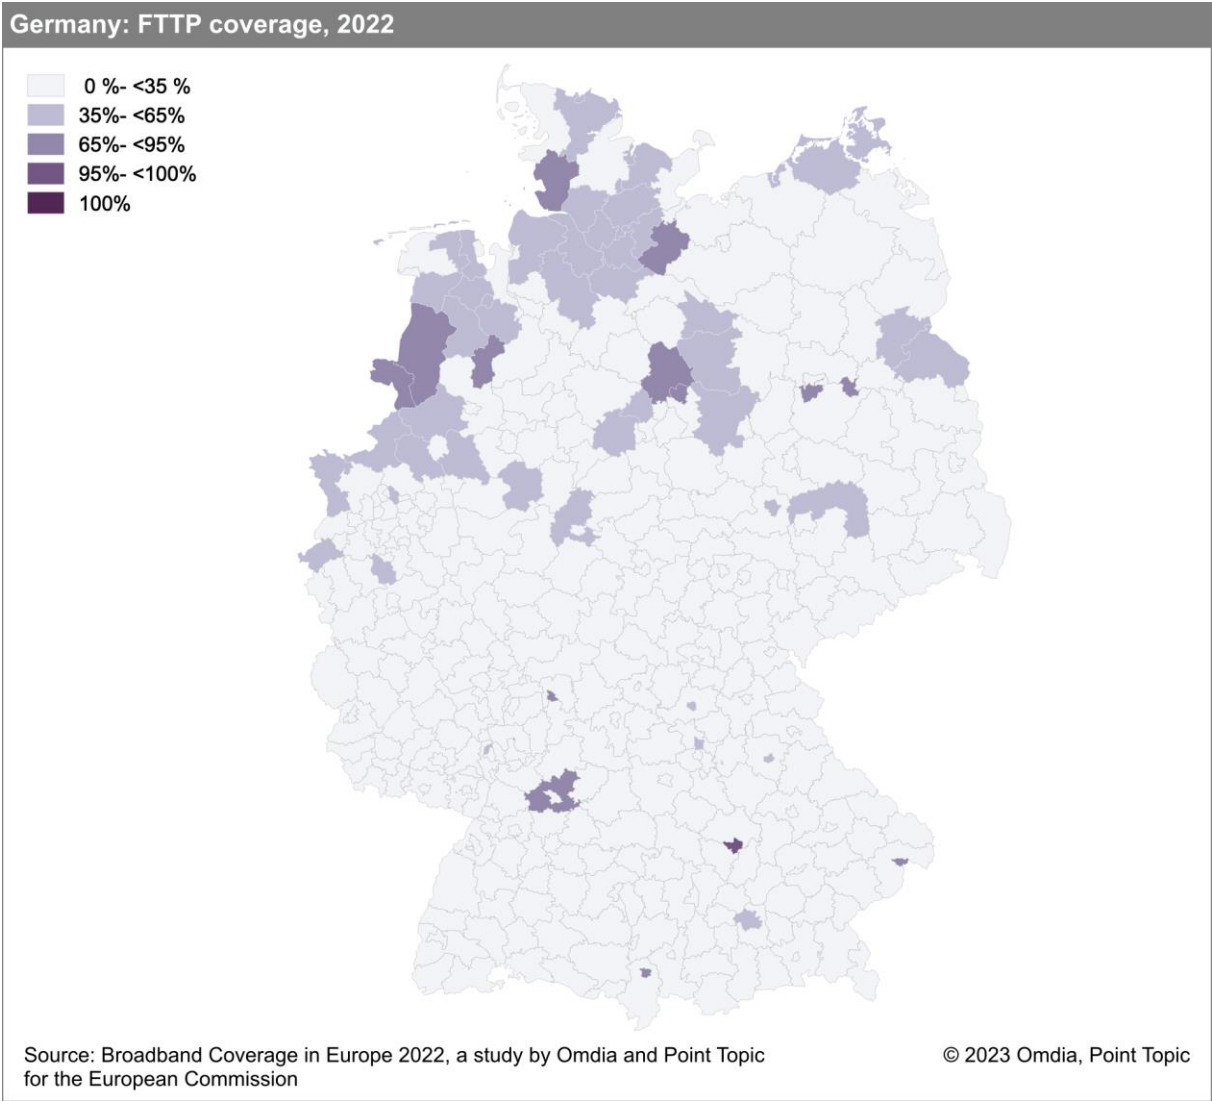 Germany: FTTP coverage, 2022
0 %- <35 %
35%- <65%
65%- <95%
95%- <100%
100%
Source: Broadband Coverage in Europe 2022, a study by Omdia and Point Topic
for the European Commission
© 2023 Omdia, Point Topic